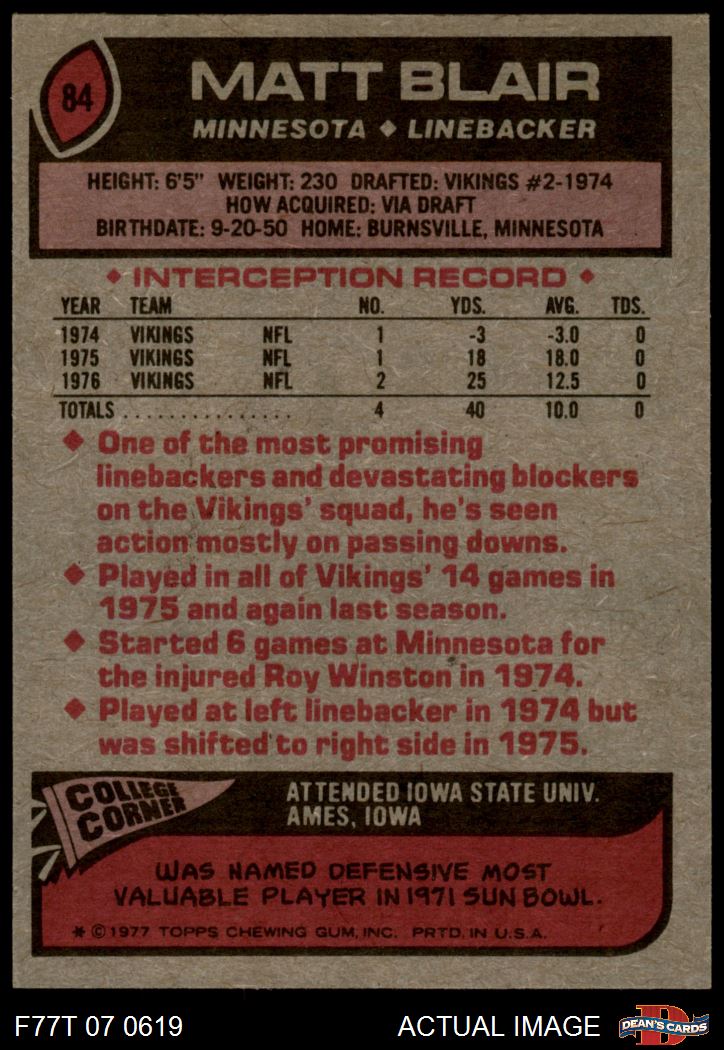 84
MATT BLAIR
MINNESOTA ◆ LINEBACKER
HEIGHT: 6'5" WEIGHT: 230 DRAFTED: VIKINGS #2-1974
HOW ACQUIRED: VIA DRAFT
BIRTHDATE: 9-20-50 HOME: BURNSVILLE, MINNESOTA
◆ INTERCEPTION RECORD ◆
YEAR TEAM NO. YDS. AVG. TDS.
1974 VIKINGS NFL 1 -3 -3.0 0
1975 VIKINGS NFL 1 18 18.0 0
1976 VIKINGS NFL 2 25 12.5 0
TOTALS . . . . . . . . . . . . . . . 4 40 10.0 0
◆ One of the most promising
linebackers and devastating blockers
on the Vikings' squad, he's seen
action mostly on passing downs.
◆ Played in all of Vikings' 14 games in
1975 and again last season.
◆ Started 6 games at Minnesota for
the injured Roy Winston in 1974.
◆ Played at left linebacker in 1974 but
was shifted to right side in 1975.
COLLEGE
CORNER
ATTENDED IOWA STATE UNIV.
AMES, IOWA
WAS NAMED DEFENSIVE MOST
VALUABLE PLAYER IN 1971 SUN BOWL.
* © 1977 TOPPS CHEWING GUM, INC. PRTD. IN U.S.A.
F77T 07 0619 ACTUAL IMAGE
D
DEAN'S CARDS